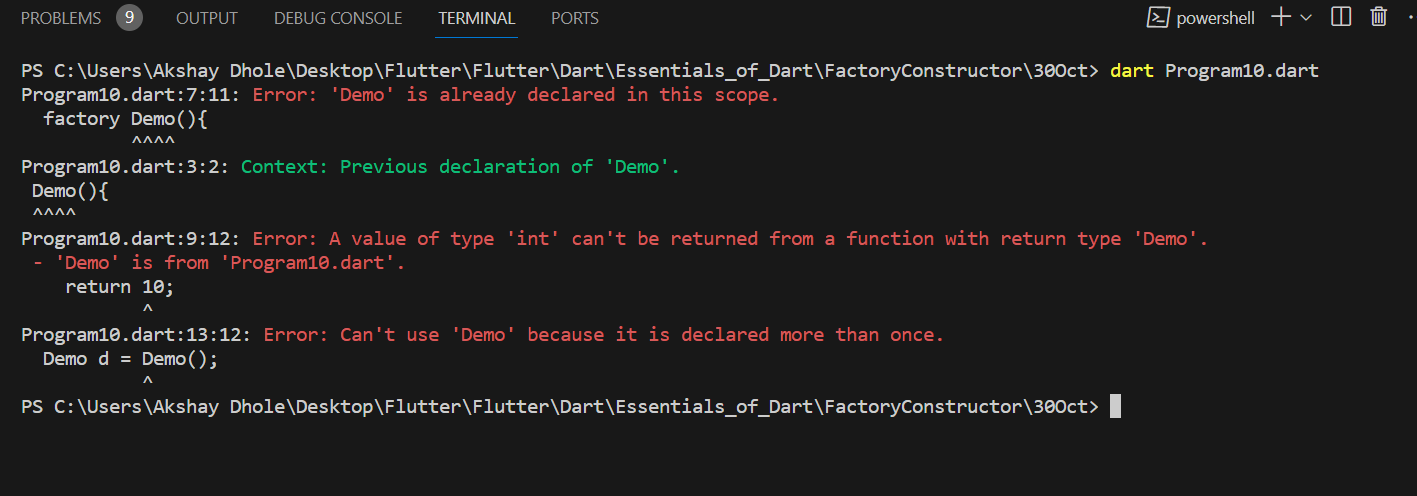 PROBLEMS 9 OUTPUT DEBUG CONSOLE TERMINAL PORTS powershell
PS C:\Users\Akshay Dhole\Desktop\Flutter\Flutter\Dart\Essentials_of_Dart\FactoryConstructor\30Oct> dart Program10.dart
Program10.dart:7:11: Error: 'Demo' is already declared in this scope.
  factory Demo(){
          ^^^^
Program10.dart:3:2: Context: Previous declaration of 'Demo'.
 Demo(){
 ^^^^
Program10.dart:9:12: Error: A value of type 'int' can't be returned from a function with return type 'Demo'.
 - 'Demo' is from 'Program10.dart'.
    return 10;
           ^
Program10.dart:13:12: Error: Can't use 'Demo' because it is declared more than once.
  Demo d = Demo();
           ^
PS C:\Users\Akshay Dhole\Desktop\Flutter\Flutter\Dart\Essentials_of_Dart\FactoryConstructor\30Oct>